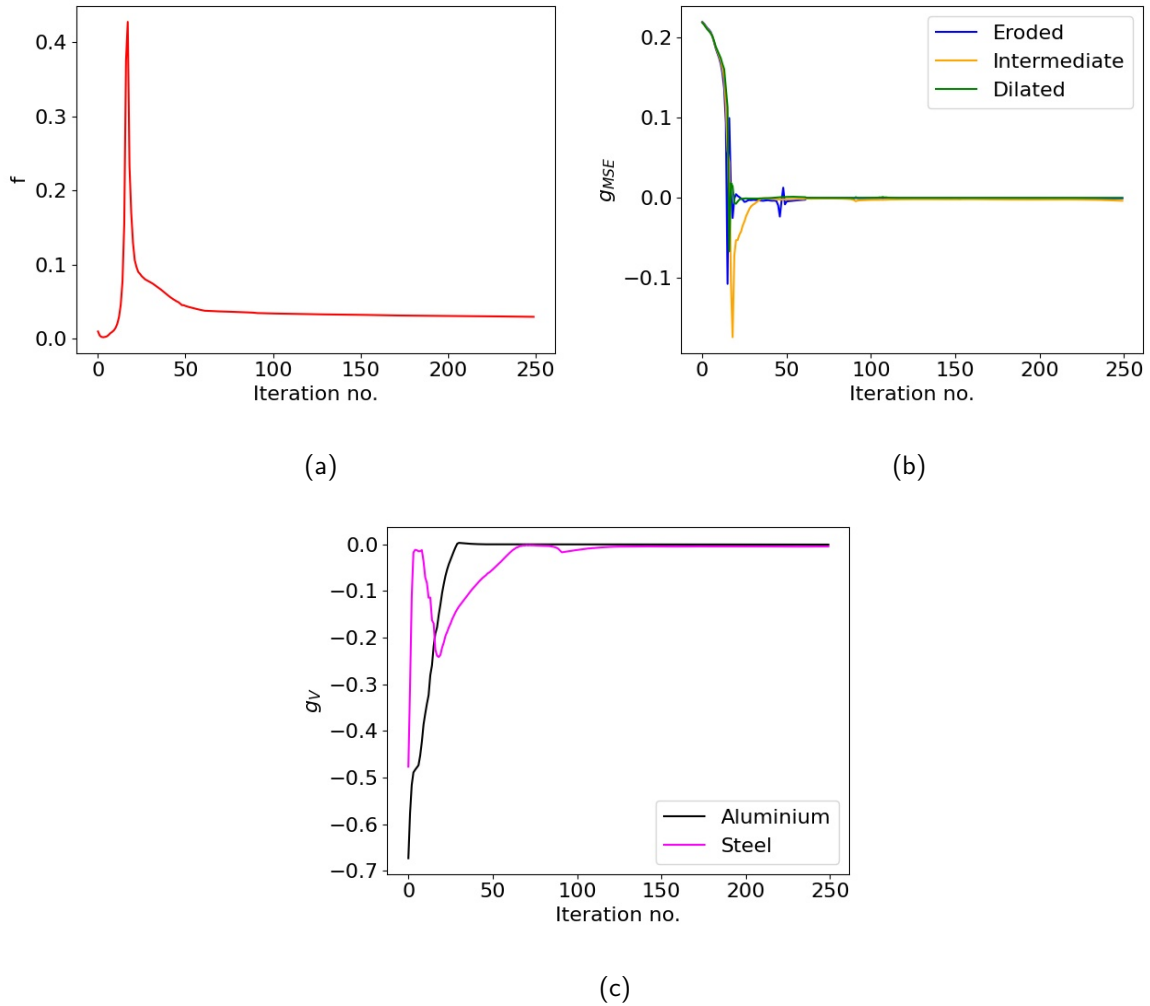 0.4
0.3
0.2
0.1
0.0
f
0 50 100 150 200 250
Iteration no.
(a)
0.2
0.1
0.0
−0.1
g_MSE
Eroded
Intermediate
Dilated
0 50 100 150 200 250
Iteration no.
(b)
0.0
−0.1
−0.2
−0.3
−0.4
−0.5
−0.6
−0.7
g_V
Aluminium
Steel
0 50 100 150 200 250
Iteration no.
(c)